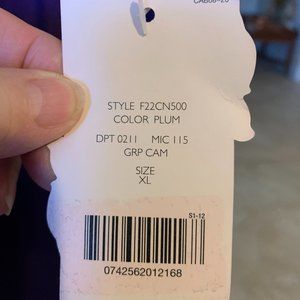 STYLE F22CN500
COLOR PLUM
DPT 0211 MIC 115
GRP CAM
SIZE
XL
S1-12
0742562012168